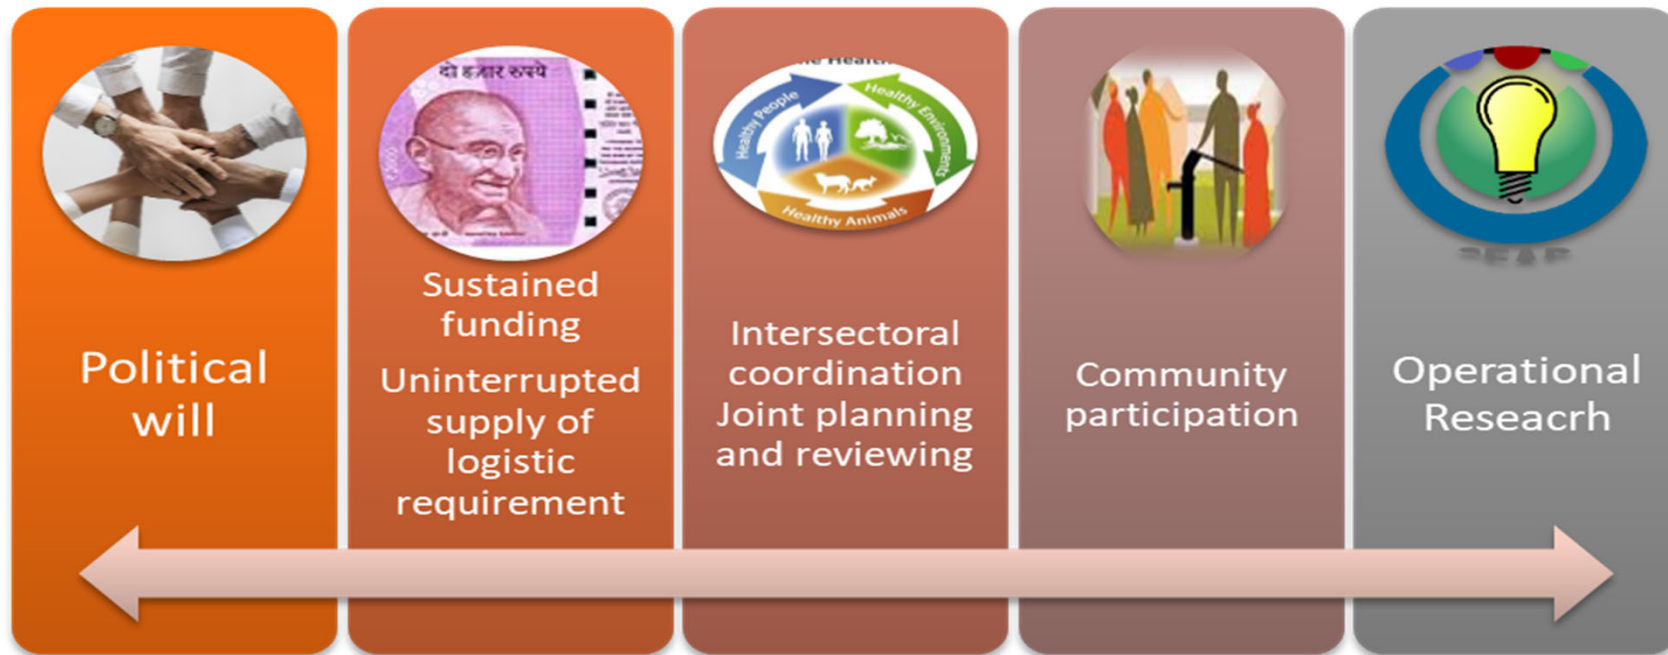 Political
will
दो हज़ार रुपये
Sustained
funding
Uninterrupted
supply of
logistic
requirement
Healthy People
Healthy Environments
Healthy Animals
Intersectoral
coordination
Joint planning
and reviewing
Community
participation
Operational
Reseacrh